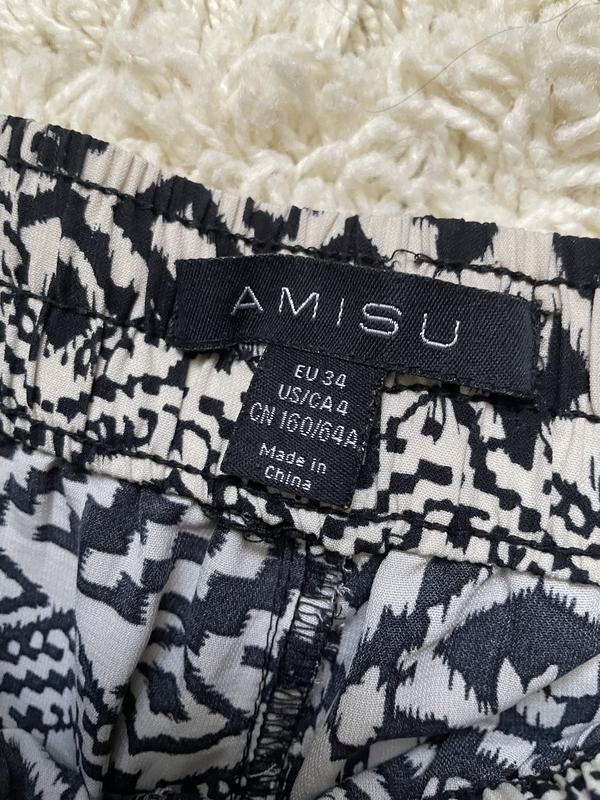 AMISU
EU 34
US/CA 4
CN 160/64A
Made in
China